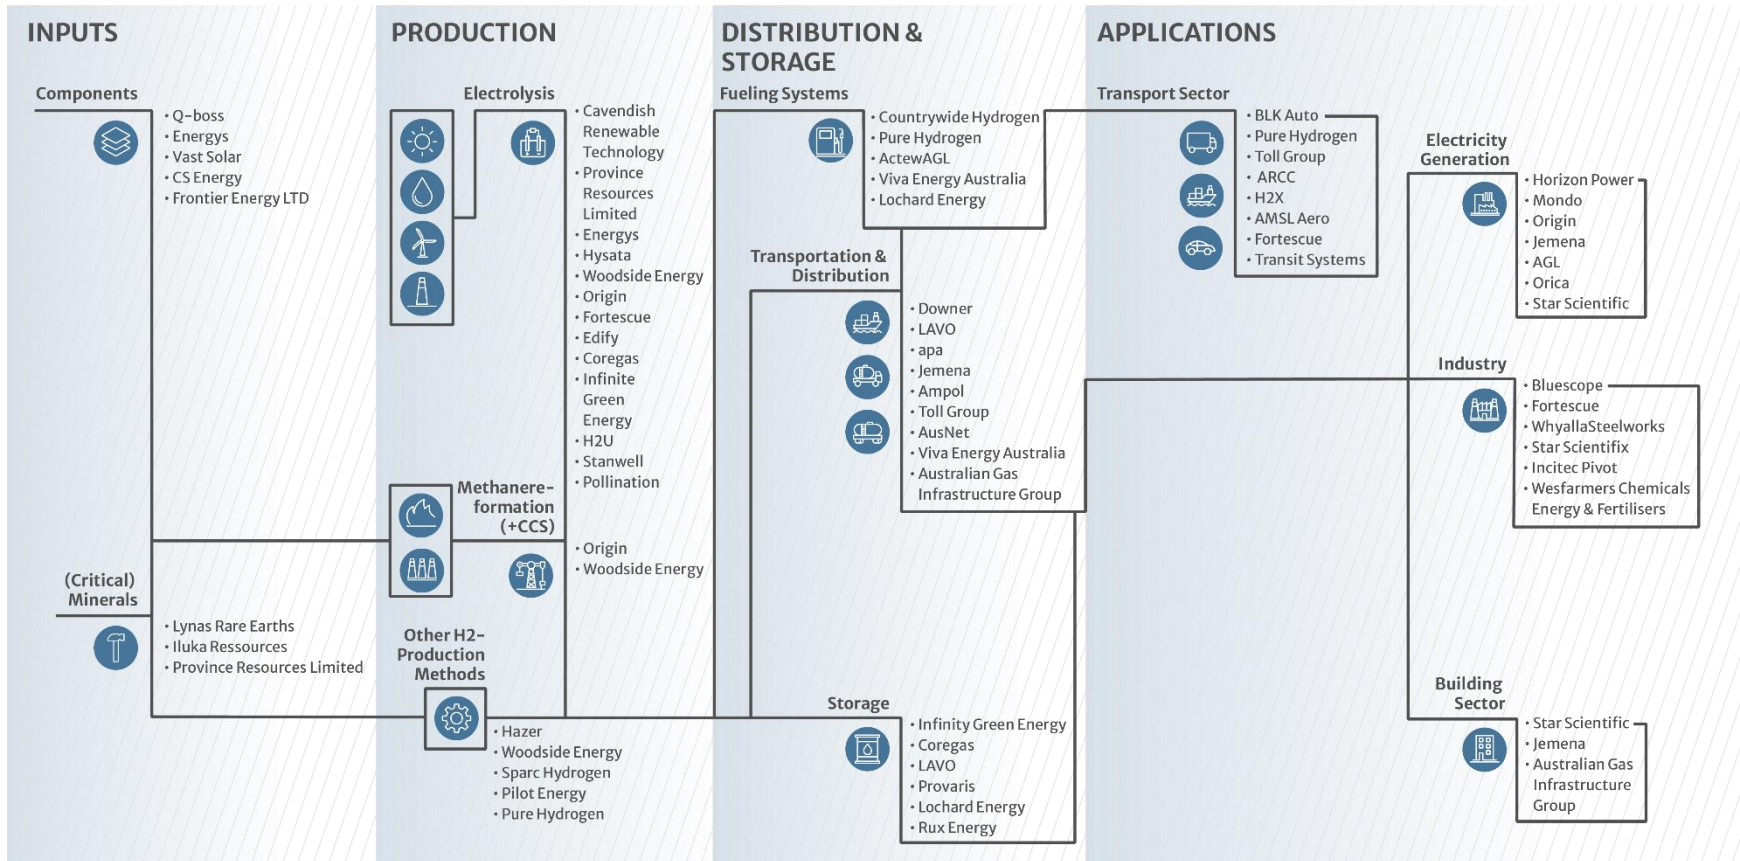 INPUTS
Components
• Q-boss
• Energys
• Vast Solar
• CS Energy
• Frontier Energy LTD
(Critical)
Minerals
• Lynas Rare Earths
• Iluka Ressources
• Province Resources Limited
PRODUCTION
Electrolysis
• Cavendish
Renewable
Technology
• Province
Resources
Limited
• Energys
• Hysata
• Woodside Energy
• Origin
• Fortescue
• Edify
• Coregas
• Infinite
Green
Energy
• H2U
• Stanwell
• Pollination
Methanere-
formation
(+CCS)
• Origin
• Woodside Energy
Other H2-
Production
Methods
• Hazer
• Woodside Energy
• Sparc Hydrogen
• Pilot Energy
• Pure Hydrogen
DISTRIBUTION &
STORAGE
Fueling Systems
• Countrywide Hydrogen
• Pure Hydrogen
• ActewAGL
• Viva Energy Australia
• Lochard Energy
Transportation &
Distribution
• Downer
• LAVO
• apa
• Jemena
• Ampol
• Toll Group
• AusNet
• Viva Energy Australia
• Australian Gas
Infrastructure Group
Storage
• Infinity Green Energy
• Coregas
• LAVO
• Provaris
• Lochard Energy
• Rux Energy
APPLICATIONS
Transport Sector
• BLK Auto
• Pure Hydrogen
• Toll Group
• ARCC
• H2X
• AMSL Aero
• Fortescue
• Transit Systems
Electricity
Generation
• Horizon Power
• Mondo
• Origin
• Jemena
• AGL
• Orica
• Star Scientific
Industry
• Bluescope
• Fortescue
• WhyallaSteelworks
• Star Scientifix
• Incitec Pivot
• Wesfarmers Chemicals
Energy & Fertilisers
Building
Sector
• Star Scientific
• Jemena
• Australian Gas
Infrastructure
Group